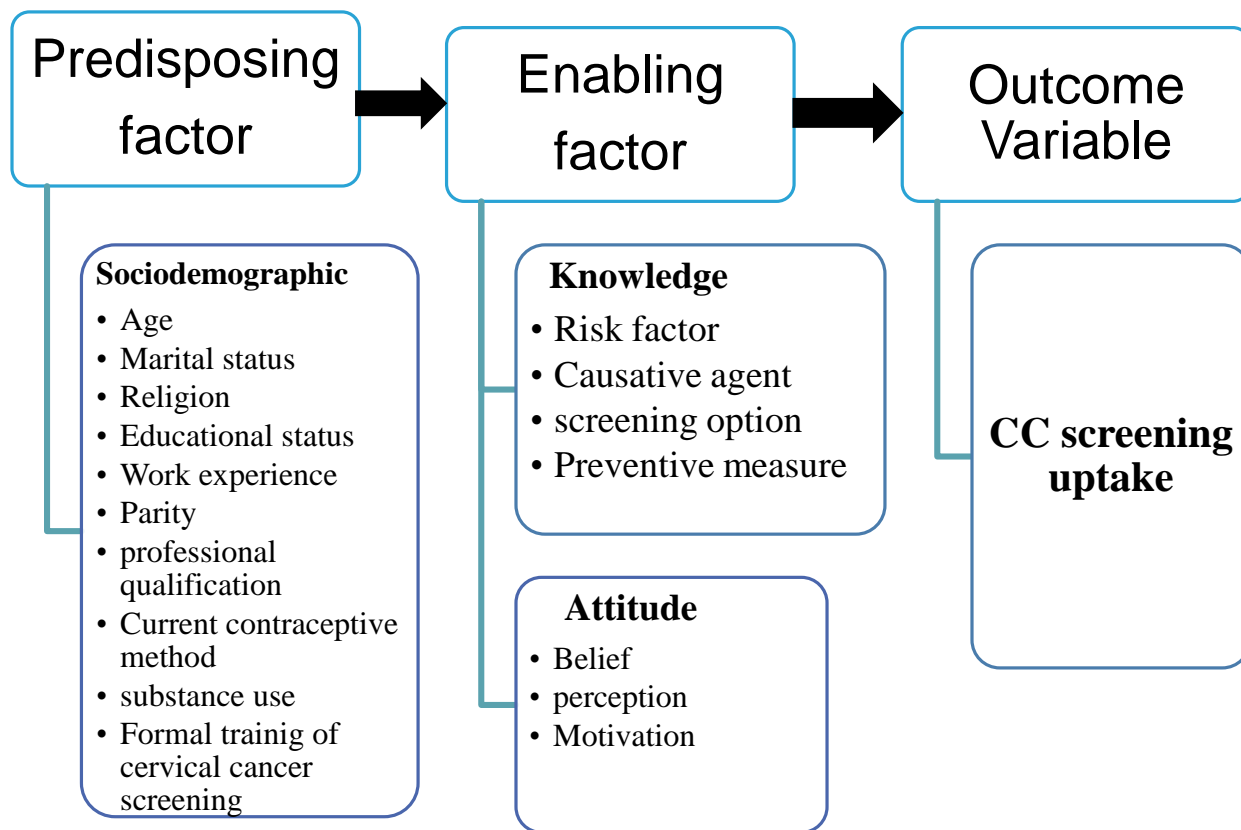 Predisposing
factor
Enabling
factor
Outcome
Variable
Sociodemographic
• Age
• Marital status
• Religion
• Educational status
• Work experience
• Parity
• professional
qualification
• Current contraceptive
method
• substance use
• Formal trainig of
cervical cancer
screening
Knowledge
• Risk factor
• Causative agent
• screening option
• Preventive measure
Attitude
• Belief
• perception
• Motivation
CC screening
uptake